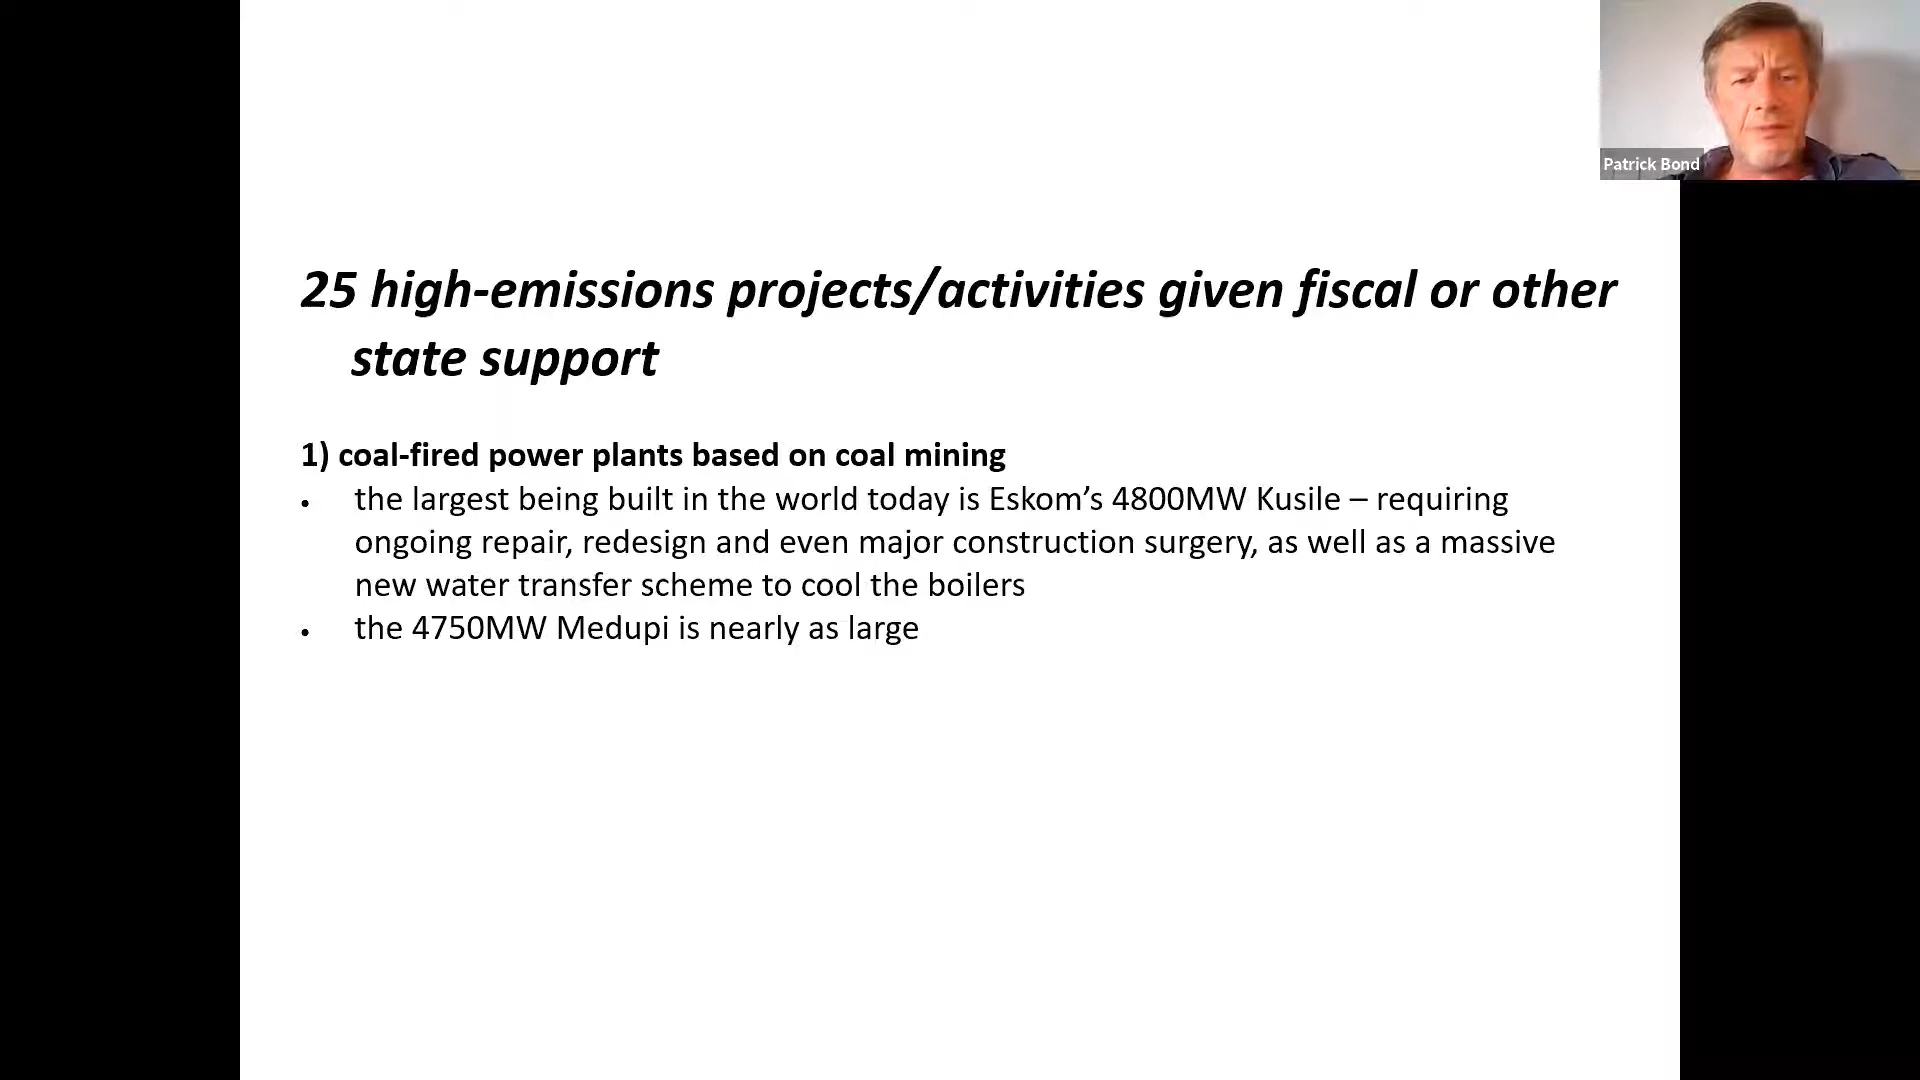 Patrick Bond
25 high-emissions projects/activities given fiscal or other
state support
1) coal-fired power plants based on coal mining
• the largest being built in the world today is Eskom’s 4800MW Kusile – requiring
ongoing repair, redesign and even major construction surgery, as well as a massive
new water transfer scheme to cool the boilers
• the 4750MW Medupi is nearly as large